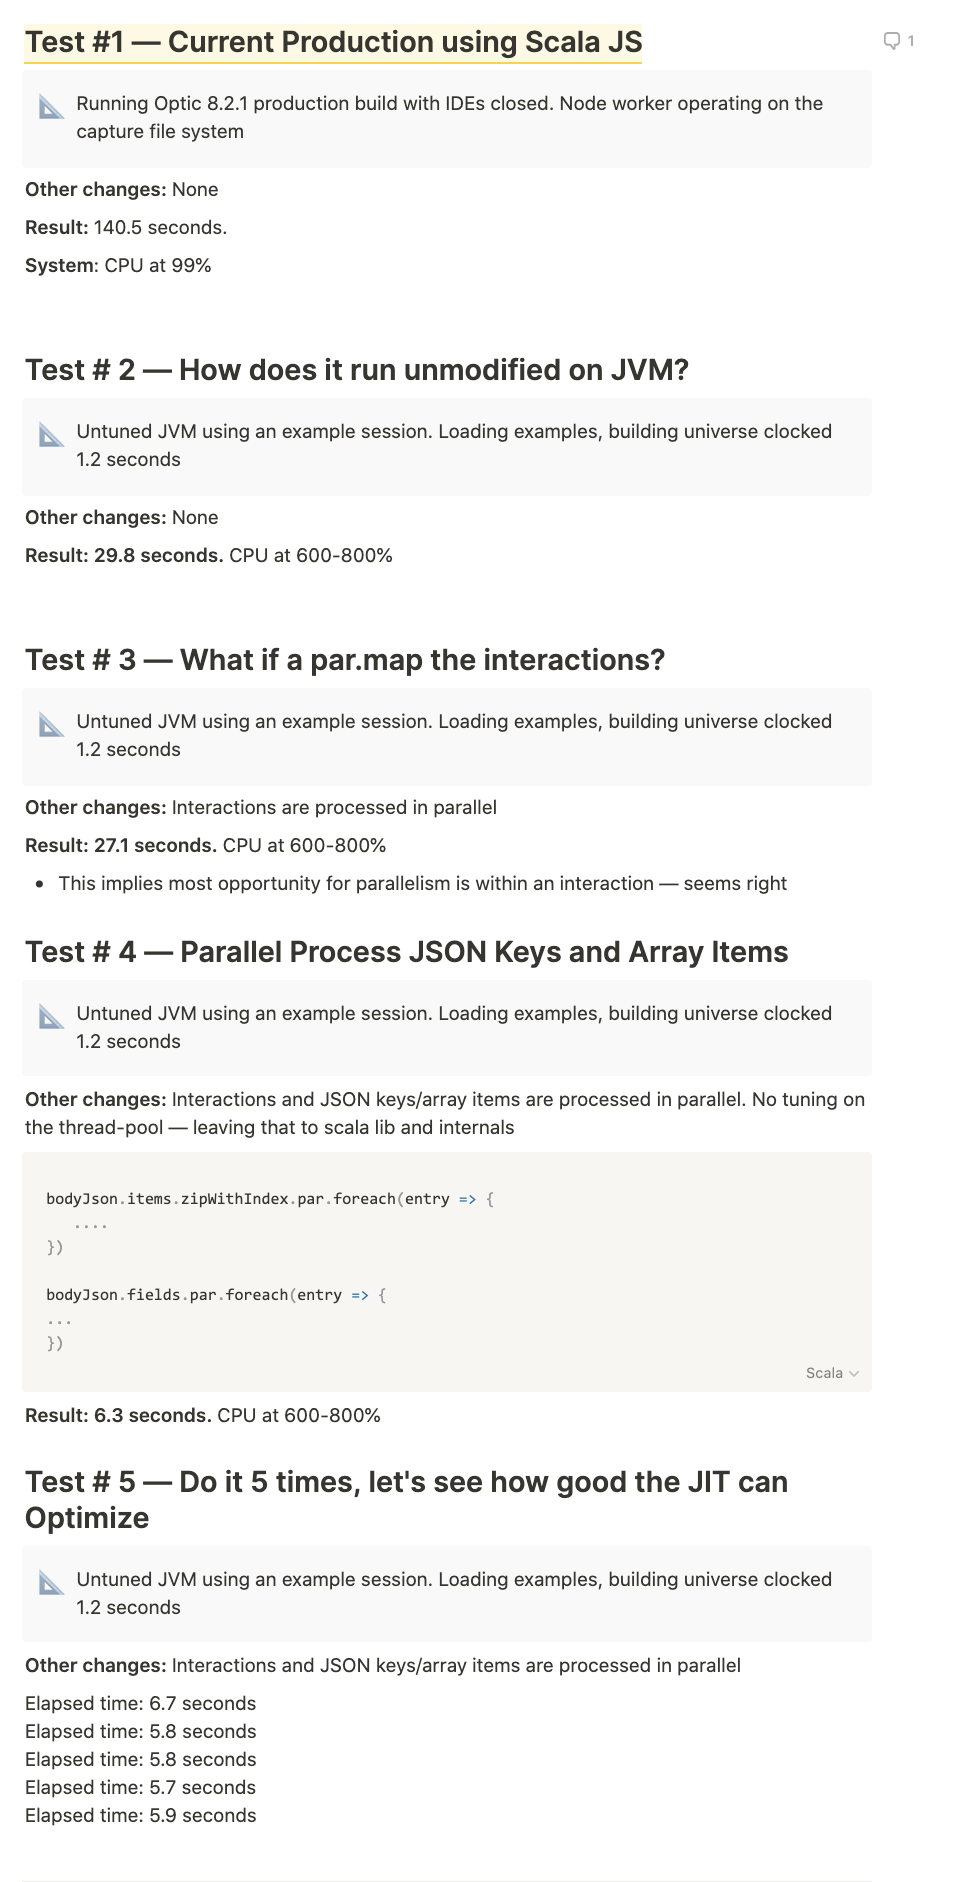 Test #1 — Current Production using Scala JS
1
Running Optic 8.2.1 production build with IDEs closed. Node worker operating on the
capture file system
Other changes: None
Result: 140.5 seconds.
System: CPU at 99%
Test # 2 — How does it run unmodified on JVM?
Untuned JVM using an example session. Loading examples, building universe clocked
1.2 seconds
Other changes: None
Result: 29.8 seconds. CPU at 600-800%
Test # 3 — What if a par.map the interactions?
Untuned JVM using an example session. Loading examples, building universe clocked
1.2 seconds
Other changes: Interactions are processed in parallel
Result: 27.1 seconds. CPU at 600-800%
• This implies most opportunity for parallelism is within an interaction — seems right
Test # 4 — Parallel Process JSON Keys and Array Items
Untuned JVM using an example session. Loading examples, building universe clocked
1.2 seconds
Other changes: Interactions and JSON keys/array items are processed in parallel. No tuning on
the thread-pool — leaving that to scala lib and internals
bodyJson.items.zipWithIndex.par.foreach(entry => {
   ....
})
bodyJson.fields.par.foreach(entry => {
...
})
Scala
Result: 6.3 seconds. CPU at 600-800%
Test # 5 — Do it 5 times, let's see how good the JIT can
Optimize
Untuned JVM using an example session. Loading examples, building universe clocked
1.2 seconds
Other changes: Interactions and JSON keys/array items are processed in parallel
Elapsed time: 6.7 seconds
Elapsed time: 5.8 seconds
Elapsed time: 5.8 seconds
Elapsed time: 5.7 seconds
Elapsed time: 5.9 seconds